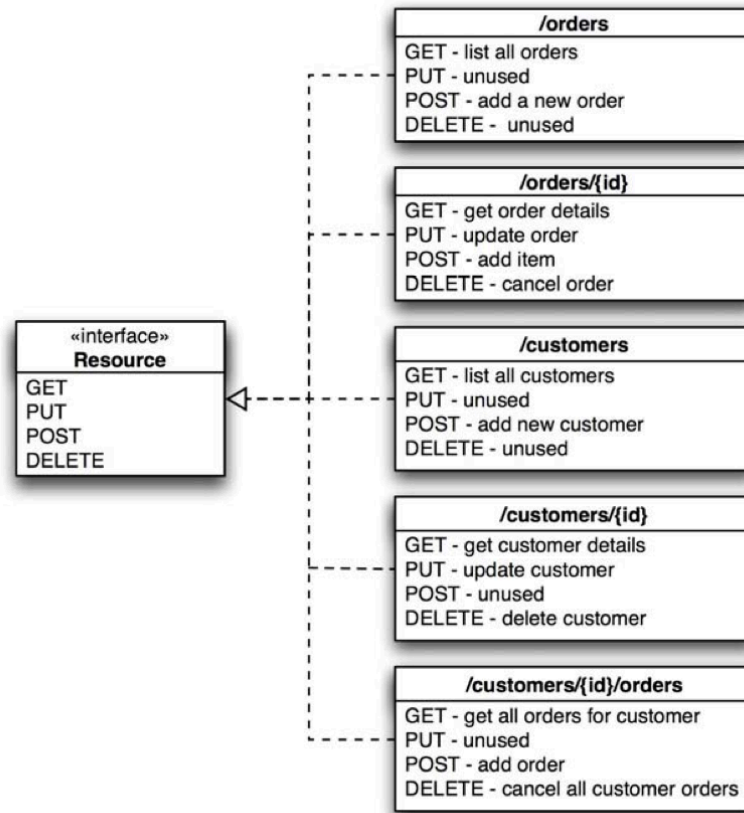 /orders
GET - list all orders
PUT - unused
POST - add a new order
DELETE -  unused
/orders/{id}
GET - get order details
PUT - update order
POST - add item
DELETE - cancel order
«interface»
Resource
GET
PUT
POST
DELETE
/customers
GET - list all customers
PUT - unused
POST - add new customer
DELETE - unused
/customers/{id}
GET - get customer details
PUT - update customer
POST - unused
DELETE - delete customer
/customers/{id}/orders
GET - get all orders for customer
PUT - unused
POST - add order
DELETE - cancel all customer orders